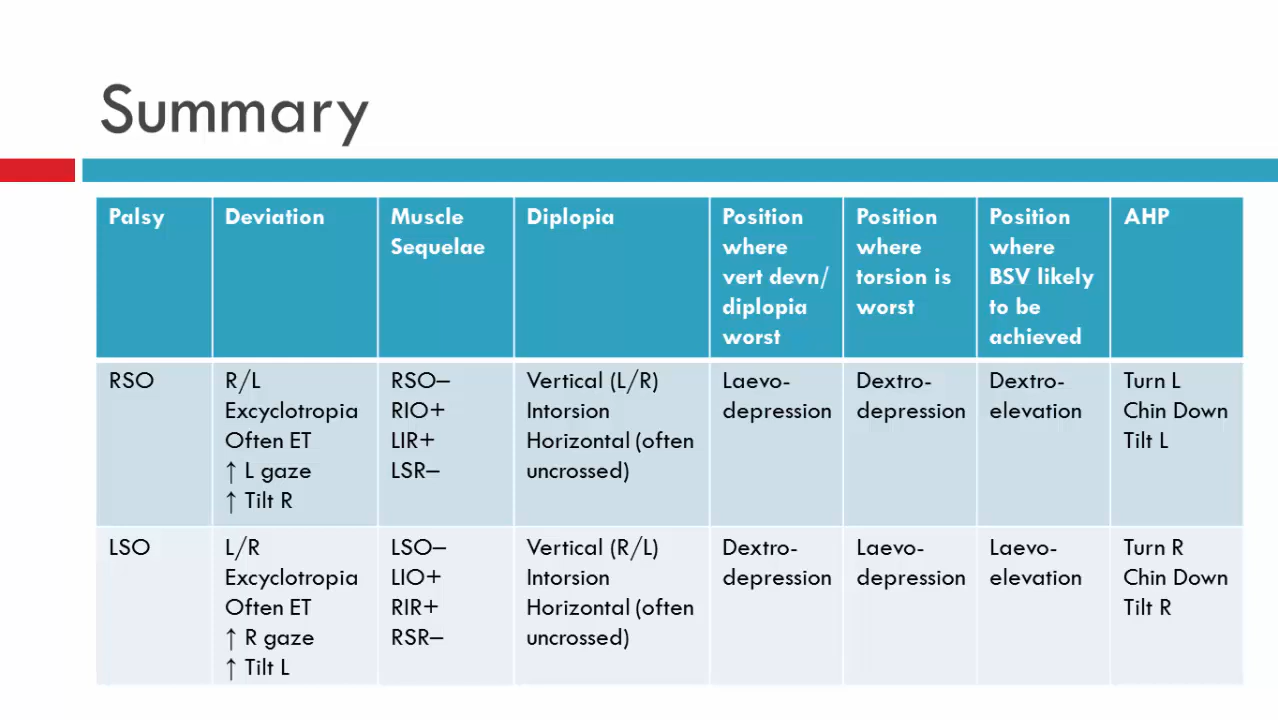 Summary
Palsy
Deviation
Muscle
Sequelae
Diplopia
Position
where
vert devn/
diplopia
worst
Position
where
torsion is
worst
Position
where
BSV likely
to be
achieved
AHP
RSO
R/L
Excyclotropia
Often ET
↑ L gaze
↑ Tilt R
RSO–
RIO+
LIR+
LSR–
Vertical (L/R)
Intorsion
Horizontal (often
uncrossed)
Laevo-
depression
Dextro-
depression
Dextro-
elevation
Turn L
Chin Down
Tilt L
LSO
L/R
Excyclotropia
Often ET
↑ R gaze
↑ Tilt L
LSO–
LIO+
RIR+
RSR–
Vertical (R/L)
Intorsion
Horizontal (often
uncrossed)
Dextro-
depression
Laevo-
depression
Laevo-
elevation
Turn R
Chin Down
Tilt R